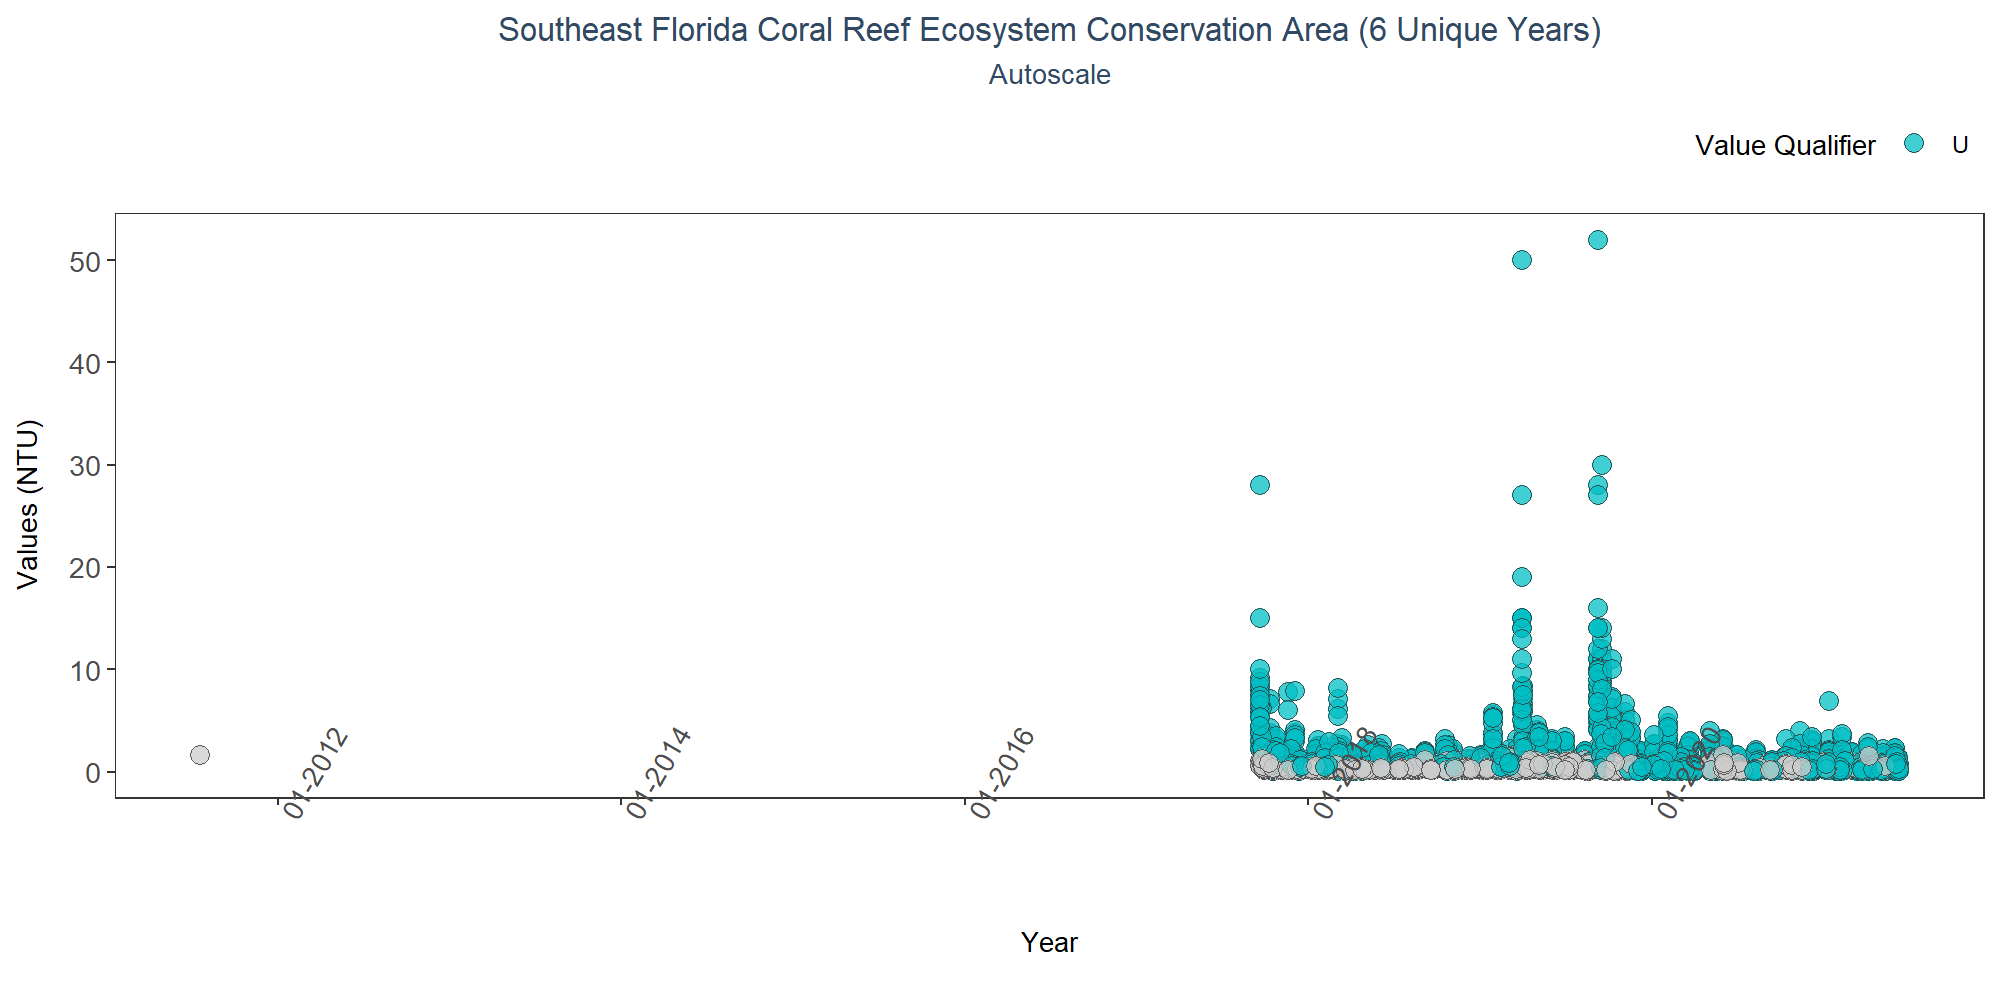 Southeast Florida Coral Reef Ecosystem Conservation Area (6 Unique Years)
Autoscale
Value Qualifier U
Values (NTU)
50
40
30
20
10
0
01-2012
01-2014
01-2016
01-2018
01-2020
Year